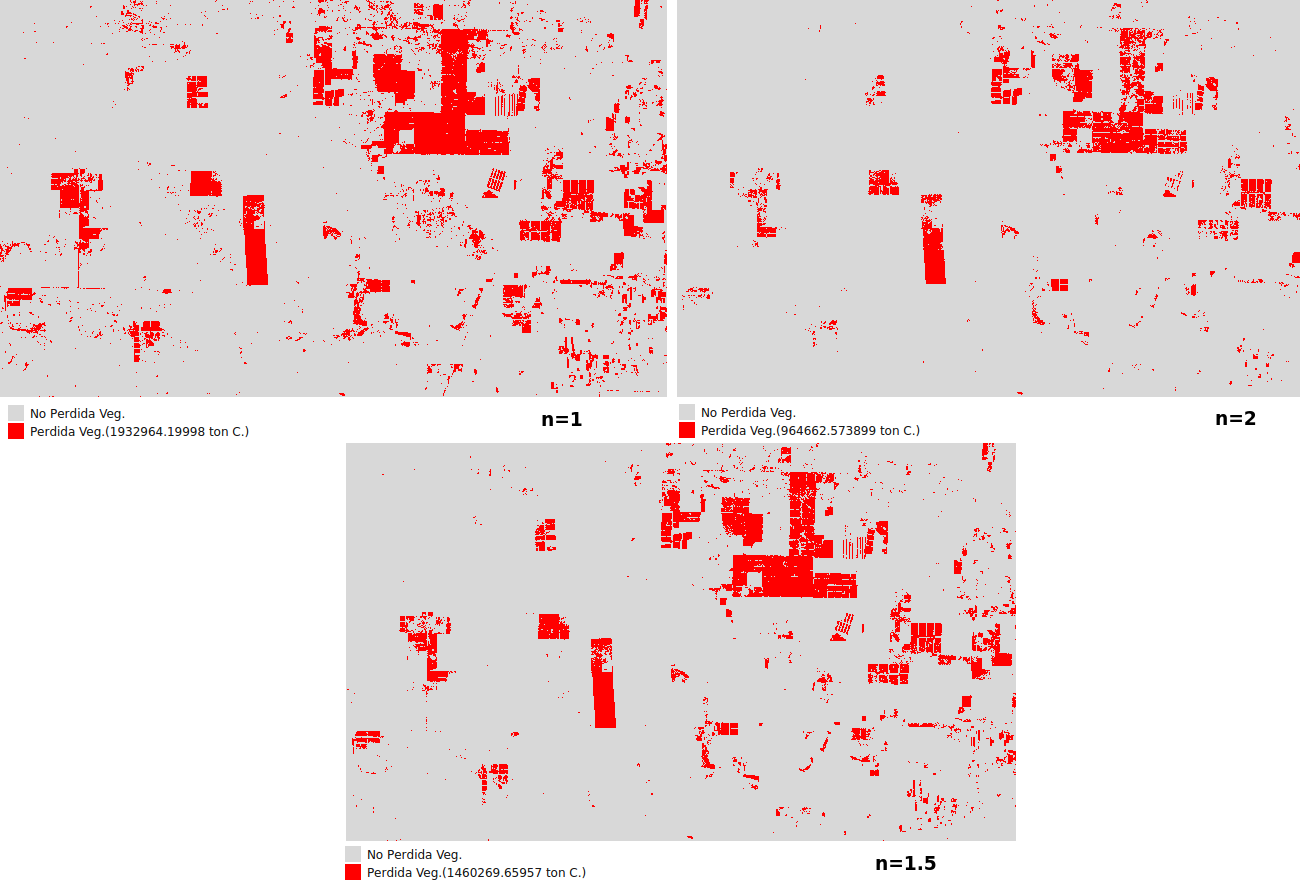 No Perdida Veg.
Perdida Veg.(1932964.19998 ton C.)
n=1
No Perdida Veg.
Perdida Veg.(964662.573899 ton C.)
n=2
No Perdida Veg.
Perdida Veg.(1460269.65957 ton C.)
n=1.5